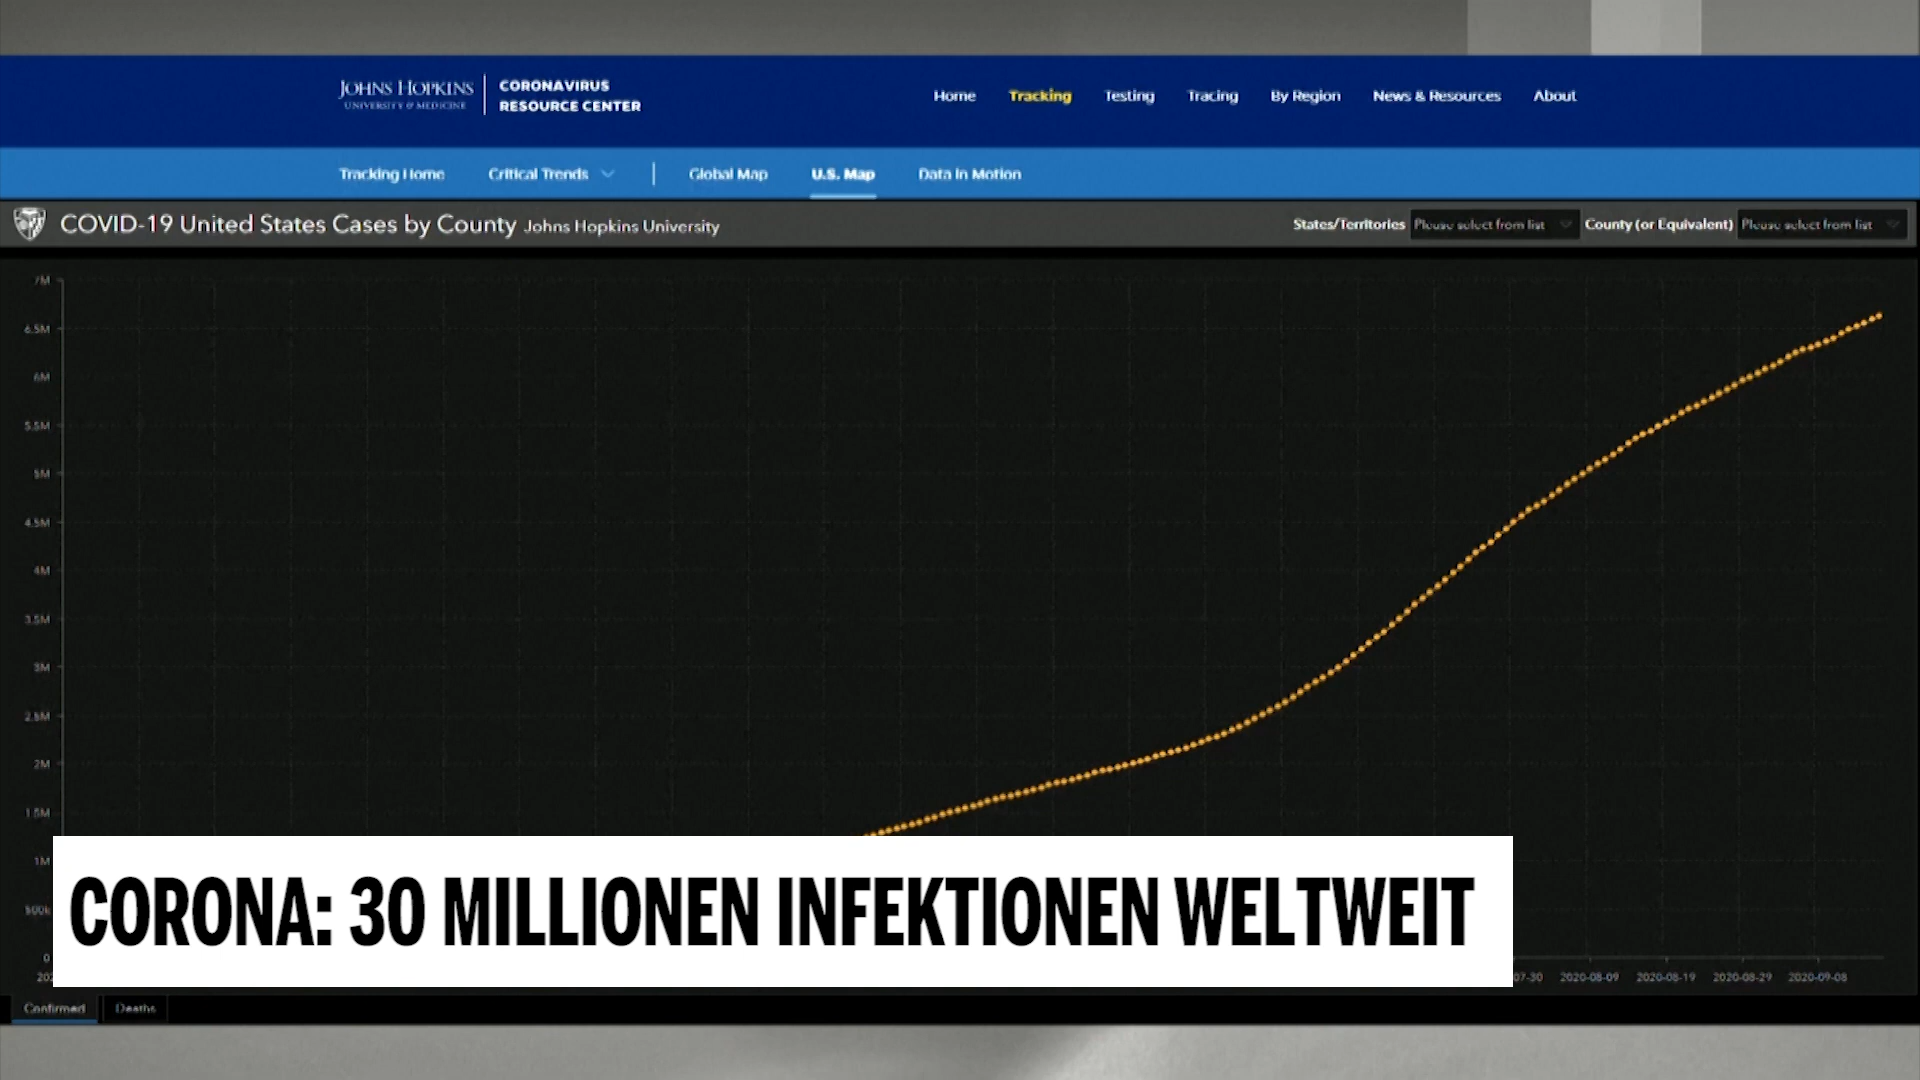 JOHNS HOPKINS
UNIVERSITY & MEDICINE
CORONAVIRUS
RESOURCE CENTER
Home Tracking Testing Tracing By Region News & Resources About
Tracking Home Critical Trends Global Map U.S. Map Data in Motion
COVID-19 United States Cases by County Johns Hopkins University
States/Territories Please select from list County (or Equivalent) Please select from list
7M
6.5M
6M
5.5M
5M
4.5M
4M
3.5M
3M
2.5M
2M
1.5M
1M
500k
0
CORONA: 30 MILLIONEN INFEKTIONEN WELTWEIT
07-30 2020-08-09 2020-08-19 2020-08-29 2020-09-08
Confirmed Deaths